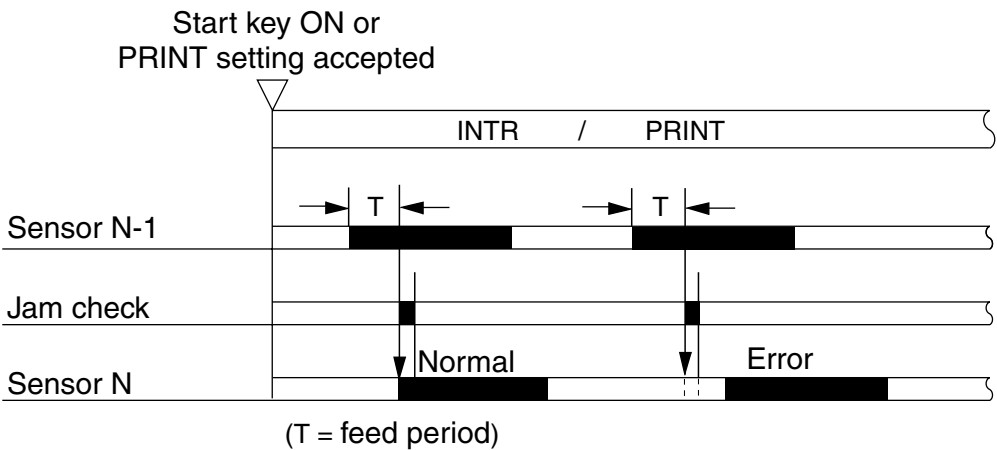 Start key ON or
PRINT setting accepted
INTR / PRINT
T T
Sensor N-1
Jam check
Normal Error
Sensor N
(T = feed period)